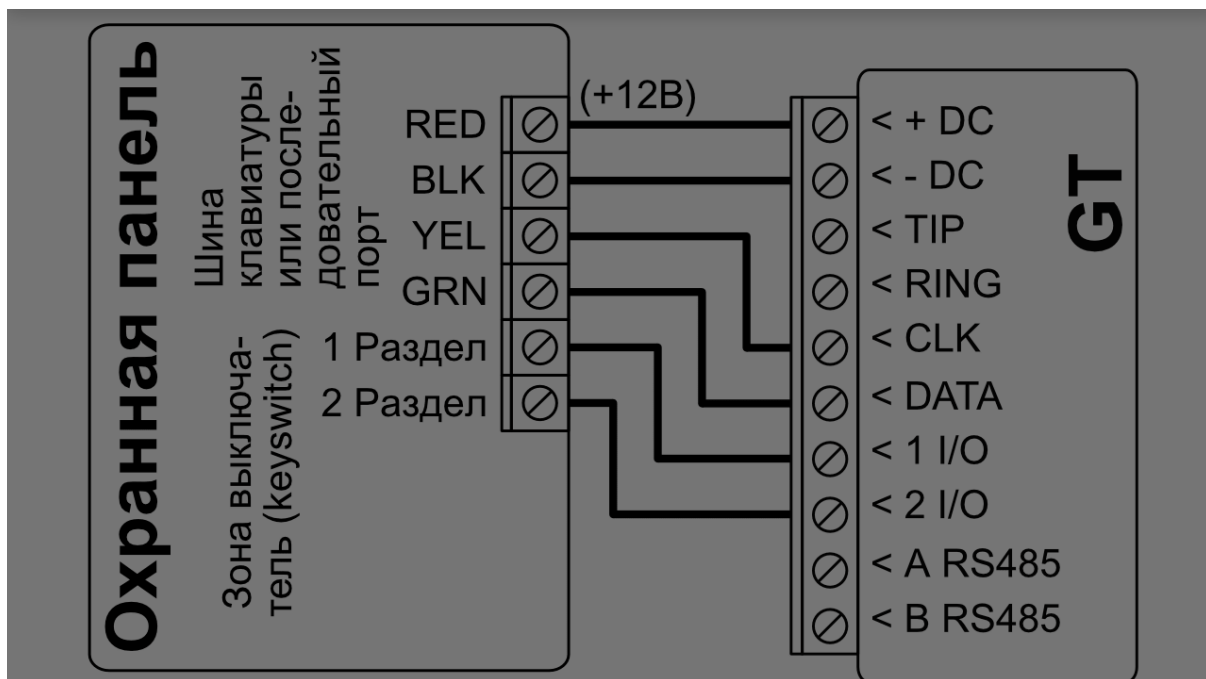 Охранная панель
Шина
клавиатуры
или после-
довательный
порт
Зона выключа-
тель (keyswitch)
RED
BLK
YEL
GRN
1 Раздел
2 Раздел
(+12В)
< + DC
< - DC
< TIP
< RING
< CLK
< DATA
< 1 I/O
< 2 I/O
< A RS485
< B RS485
GT